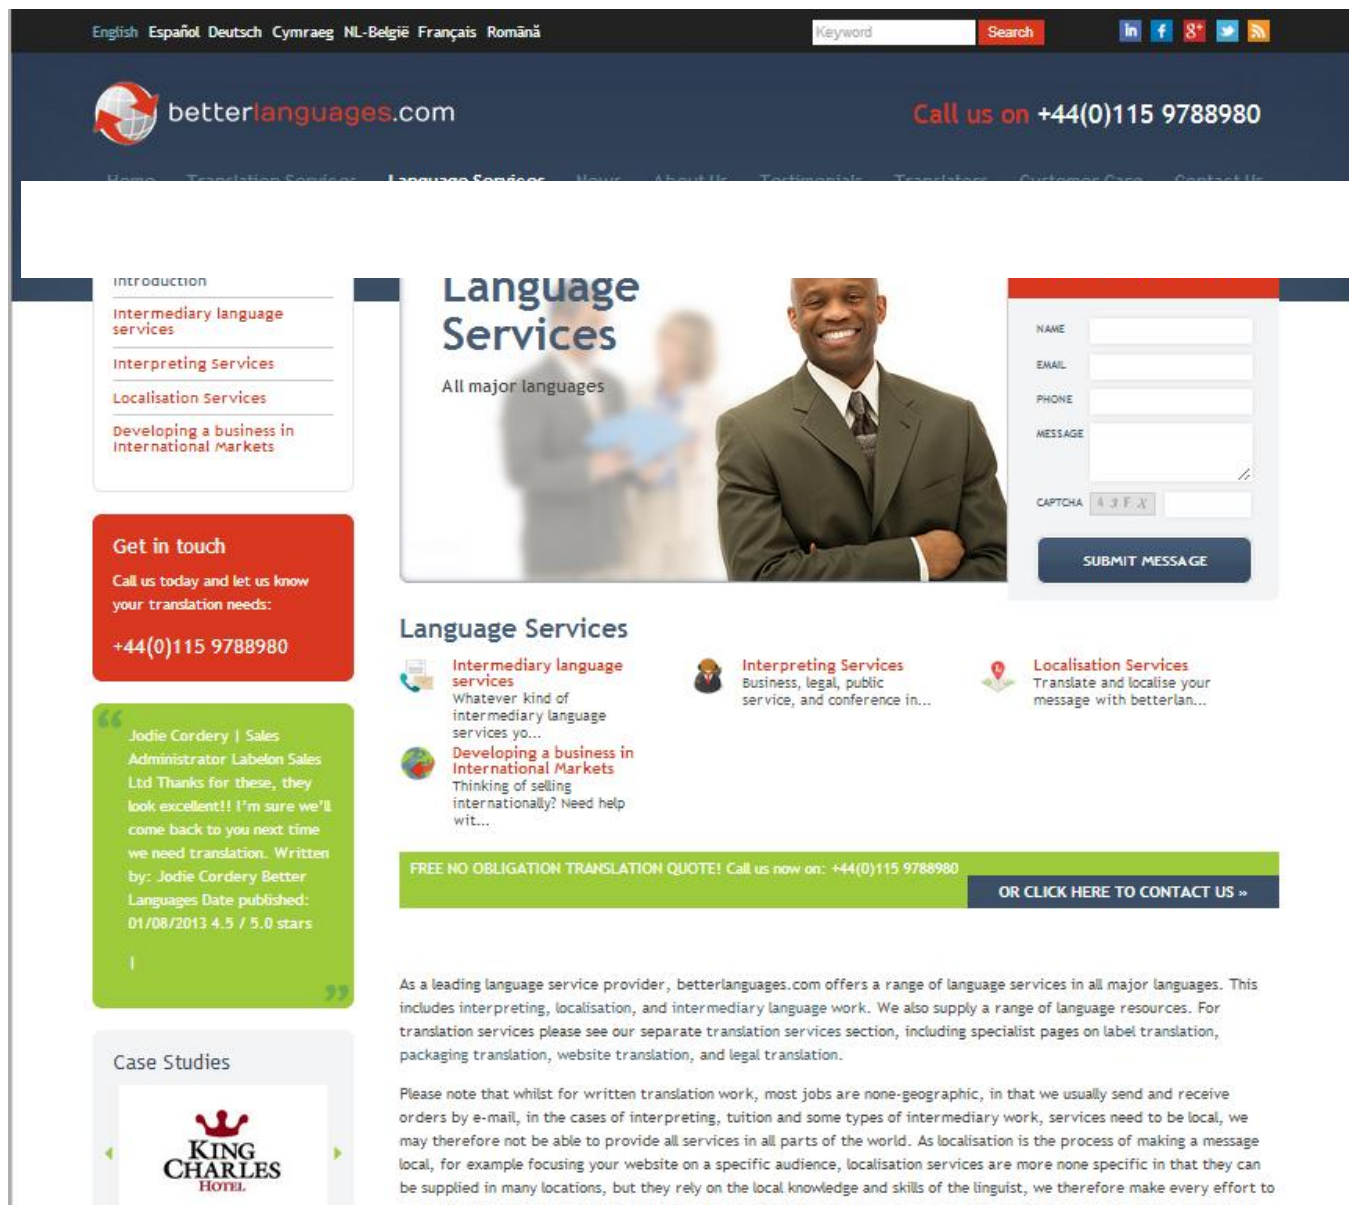 English Español Deutsch Cymraeg NL-België Français Română
Keyword
Search
in f 8+
betterlanguages.com
Call us on +44(0)115 9788980
Home Translation Services Language Services News About Us Testimonials Translators Customer Care Contact Us
Introduction
Intermediary language
services
Interpreting Services
Localisation Services
Developing a business in
International Markets
Language
Services
All major languages
NAME
EMAIL
PHONE
MESSAGE
CAPTCHA
SUBMIT MESSAGE
Get in touch
Call us today and let us know
your translation needs:
+44(0)115 9788980
“
Jodie Cordery | Sales
Administrator Labelon Sales
Ltd Thanks for these, they
look excellent!! I’m sure we’ll
come back to you next time
we need translation. Written
by: Jodie Cordery Better
Languages Date published:
01/08/2013 4.5 / 5.0 stars
|
”
Case Studies
KING
CHARLES
HOTEL
Language Services
Intermediary language
services
Whatever kind of
intermediary language
services yo...
Interpreting Services
Business, legal, public
service, and conference in...
Localisation Services
Translate and localise your
message with betterlan...
Developing a business in
International Markets
Thinking of selling
internationally? Need help
wit...
FREE NO OBLIGATION TRANSLATION QUOTE! Call us now on: +44(0)115 9788980
OR CLICK HERE TO CONTACT US »
As a leading language service provider, betterlanguages.com offers a range of language services in all major languages. This
includes interpreting, localisation, and intermediary language work. We also supply a range of language resources. For
translation services please see our separate translation services section, including specialist pages on label translation,
packaging translation, website translation, and legal translation.
Please note that whilst for written translation work, most jobs are none-geographic, in that we usually send and receive
orders by e-mail, in the cases of interpreting, tuition and some types of intermediary work, services need to be local, we
may therefore not be able to provide all services in all parts of the world. As localisation is the process of making a message
local, for example focusing your website on a specific audience, localisation services are more none specific in that they can
be supplied in many locations, but they rely on the local knowledge and skills of the linguist, we therefore make every effort to